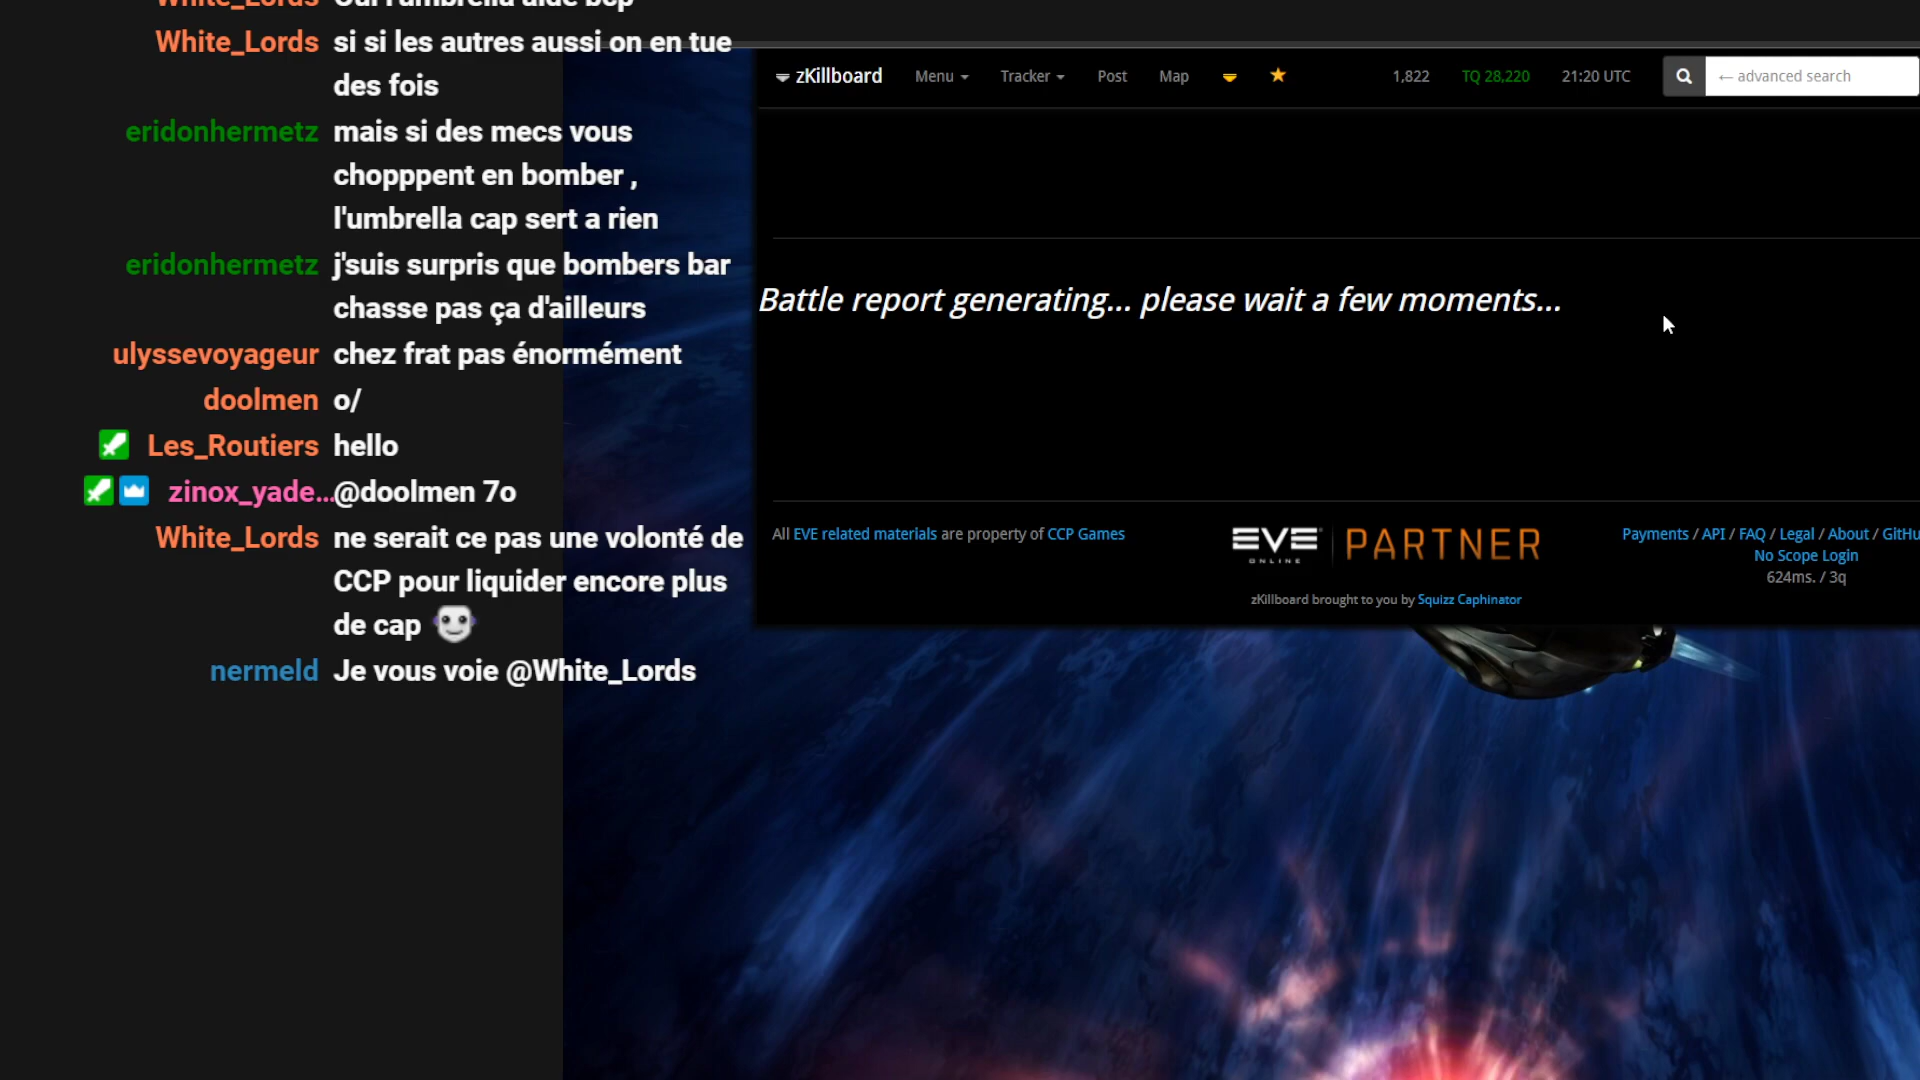 White_Lords Oui l'umbrella aide bcp
White_Lords si si les autres aussi on en tue
des fois
eridonhermetz mais si des mecs vous
chopppent en bomber ,
l'umbrella cap sert a rien
eridonhermetz j'suis surpris que bombers bar
chasse pas ça d'ailleurs
ulyssevoyageur chez frat pas énormément
doolmen o/
Les_Routiers hello
zinox_yade... @doolmen 7o
White_Lords ne serait ce pas une volonté de
CCP pour liquider encore plus
de cap
nermeld Je vous voie @White_Lords
zKillboard Menu Tracker Post Map 1,822 TQ 28,220 21:20 UTC ← advanced search
Battle report generating... please wait a few moments...
All EVE related materials are property of CCP Games
EVE ONLINE PARTNER
zKillboard brought to you by Squizz Caphinator
Payments / API / FAQ / Legal / About / GitHu
No Scope Login
624ms. / 3q